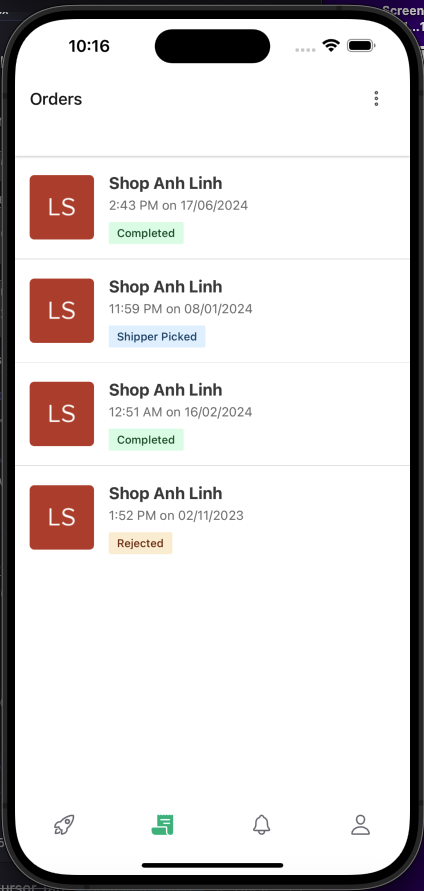 Screen
10:16
Orders
LS
Shop Anh Linh
2:43 PM on 17/06/2024
Completed
LS
Shop Anh Linh
11:59 PM on 08/01/2024
Shipper Picked
LS
Shop Anh Linh
12:51 AM on 16/02/2024
Completed
LS
Shop Anh Linh
1:52 PM on 02/11/2023
Rejected